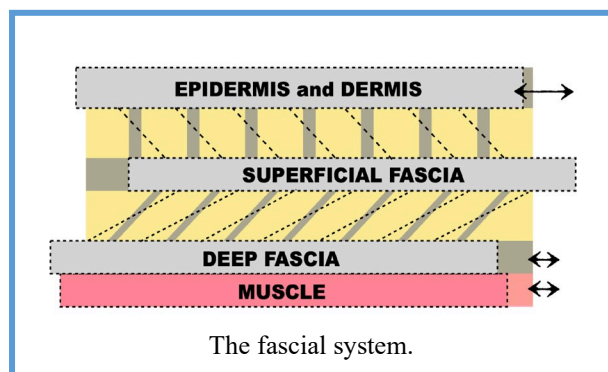 EPIDERMIS and DERMIS
SUPERFICIAL FASCIA
DEEP FASCIA
MUSCLE
The fascial system.